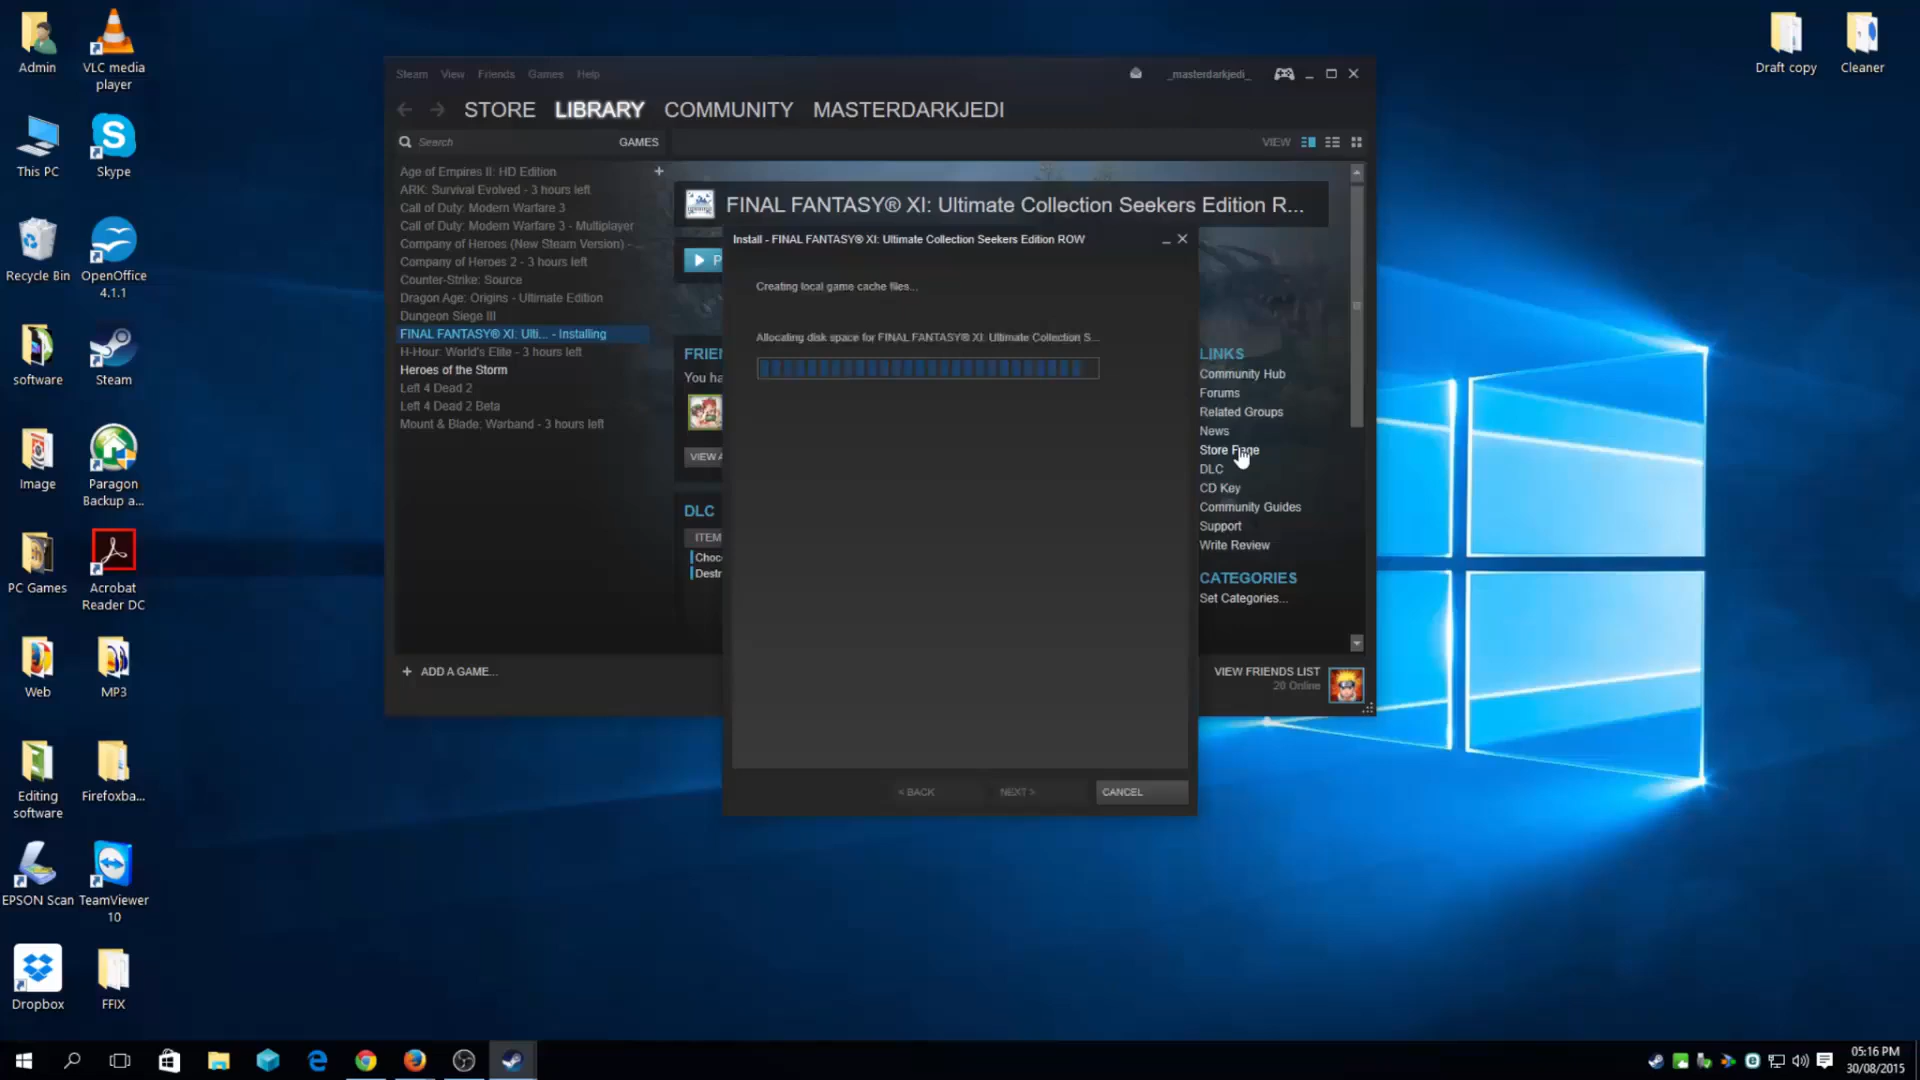 Admin
VLC media
player
This PC
Skype
Recycle Bin
OpenOffice
4.1.1
software
Steam
Image
Paragon
Backup a...
PC Games
Acrobat
Reader DC
Web
MP3
Editing
software
Firefoxba...
EPSON Scan
TeamViewer
10
Dropbox
FFIX
Draft copy
Cleaner
Steam View Friends Games Help
_masterdarkjedi_
STORE LIBRARY COMMUNITY MASTERDARKJEDI
Search
GAMES
VIEW
Age of Empires II: HD Edition
ARK: Survival Evolved - 3 hours left
Call of Duty: Modern Warfare 3
Call of Duty: Modern Warfare 3 - Multiplayer
Company of Heroes (New Steam Version) -
Company of Heroes 2 - 3 hours left
Counter-Strike: Source
Dragon Age: Origins - Ultimate Edition
Dungeon Siege III
FINAL FANTASY® XI: Ulti... - Installing
H-Hour: World's Elite - 3 hours left
Heroes of the Storm
Left 4 Dead 2
Left 4 Dead 2 Beta
Mount & Blade: Warband - 3 hours left
+ ADD A GAME...
FINAL FANTASY® XI: Ultimate Collection Seekers Edition R...
P
FRIEN
You ha
VIEW A
DLC
ITEM
Choc
Destr
Install - FINAL FANTASY® XI: Ultimate Collection Seekers Edition ROW
Creating local game cache files...
Allocating disk space for FINAL FANTASY® XI: Ultimate Collection S...
< BACK
NEXT >
CANCEL
LINKS
Community Hub
Forums
Related Groups
News
Store Page
DLC
CD Key
Community Guides
Support
Write Review
CATEGORIES
Set Categories...
VIEW FRIENDS LIST
20 Online
05:16 PM
30/08/2015